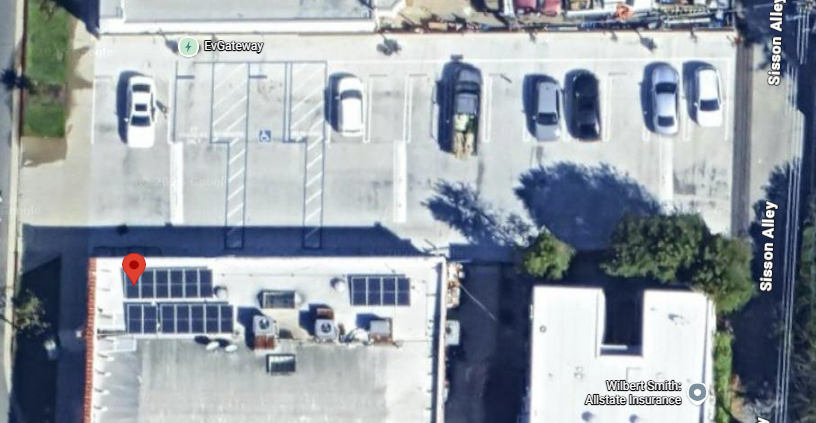 Sisson Alley
EvGateway
Sisson Alley
Wilbert Smith:
Allstate Insurance